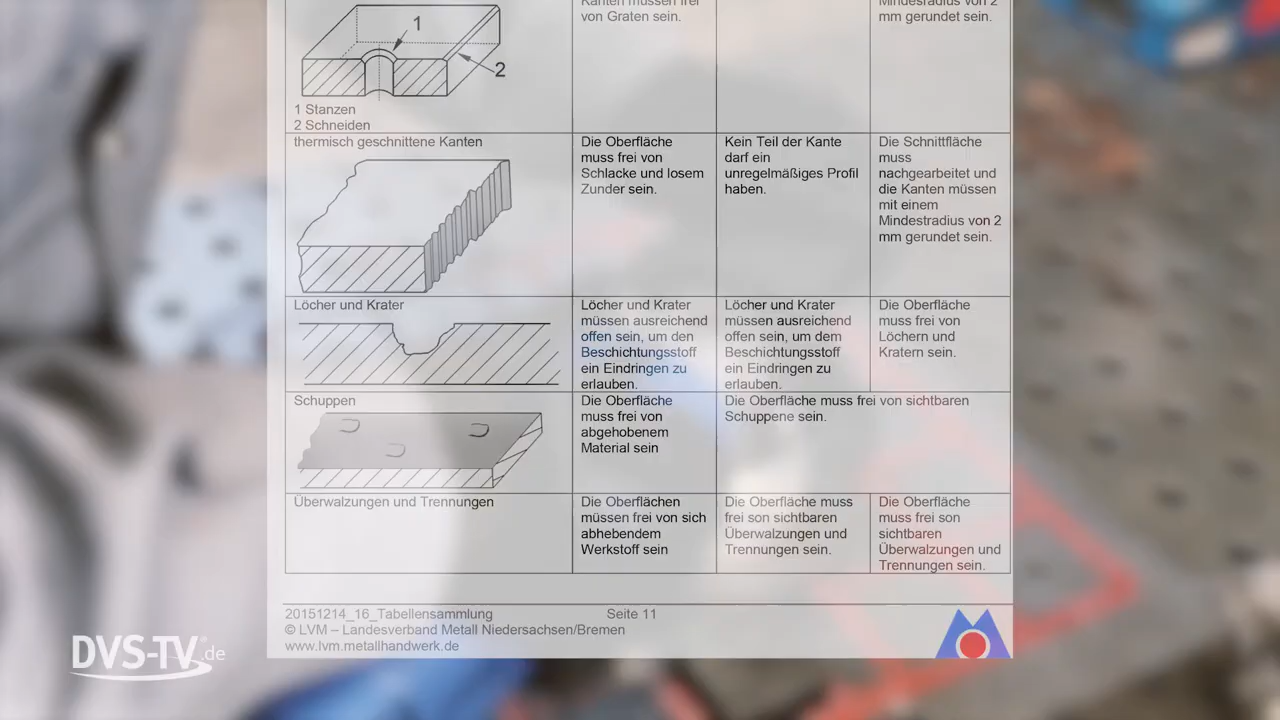 Kanten müssen frei
von Graten sein.
Mindestradius von 2
mm gerundet sein.
1
2
1 Stanzen
2 Schneiden
thermisch geschnittene Kanten
Die Oberfläche
muss frei von
Schlacke und losem
Zunder sein.
Kein Teil der Kante
darf ein
unregelmäßiges Profil
haben.
Die Schnittfläche
muss
nachgearbeitet und
die Kanten müssen
mit einem
Mindestradius von 2
mm gerundet sein.
Löcher und Krater
Löcher und Krater
müssen ausreichend
offen sein, um den
Beschichtungsstoff
ein Eindringen zu
erlauben.
Löcher und Krater
müssen ausreichend
offen sein, um dem
Beschichtungsstoff
ein Eindringen zu
erlauben.
Die Oberfläche
muss frei von
Löchern und
Kratern sein.
Schuppen
Die Oberfläche
muss frei von
abgehobenem
Material sein
Die Oberfläche muss frei von sichtbaren
Schuppene sein.
Überwalzungen und Trennungen
Die Oberflächen
müssen frei von sich
abhebendem
Werkstoff sein
Die Oberfläche muss
frei son sichtbaren
Überwalzungen und
Trennungen sein.
Die Oberfläche
muss frei son
sichtbaren
Überwalzungen und
Trennungen sein.
20151214_16_Tabellensammlung
Seite 11
© LVM – Landesverband Metall Niedersachsen/Bremen
www.lvm.metallhandwerk.de
DVS-TV.de